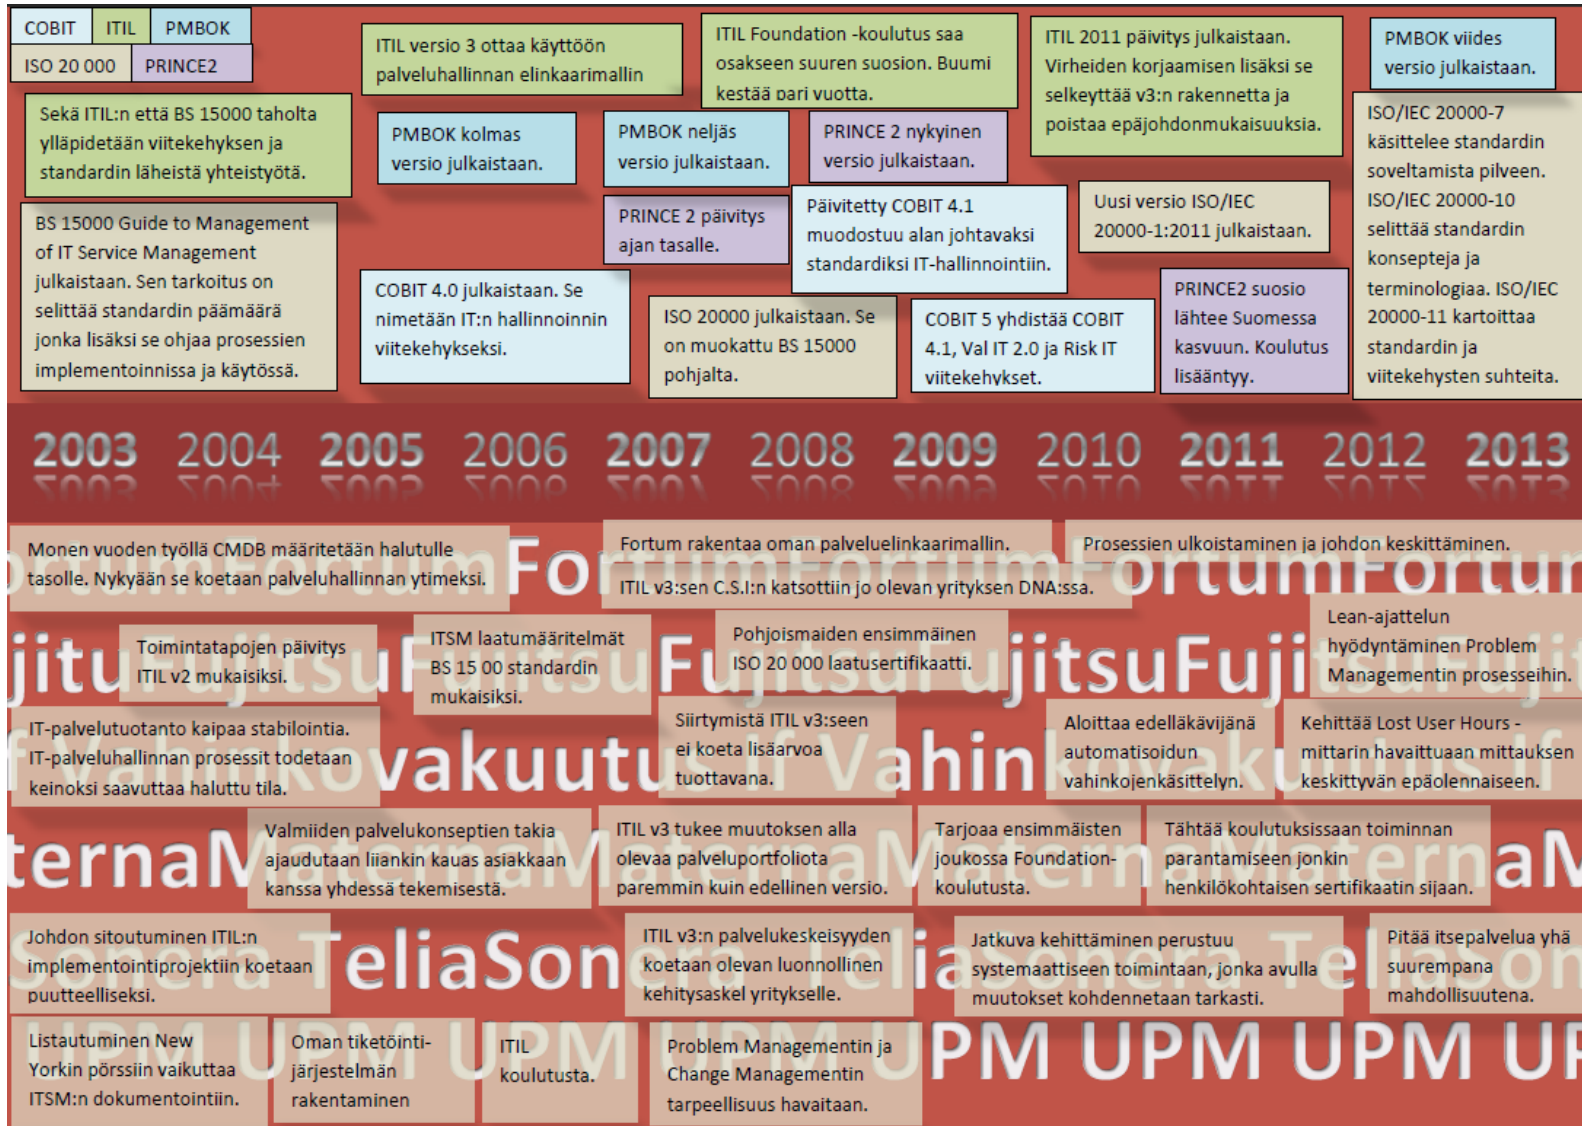 COBIT
ITIL
PMBOK
ISO 20 000
PRINCE2
Sekä ITIL:n että BS 15000 taholta
ylläpidetään viitekehyksen ja
standardin läheistä yhteistyötä.
BS 15000 Guide to Management
of IT Service Management
julkaistaan. Sen tarkoitus on
selittää standardin päämäärä
jonka lisäksi se ohjaa prosessien
implementoinnissa ja käytössä.
ITIL versio 3 ottaa käyttöön
palveluhallinnan elinkaarimallin
PMBOK kolmas
versio julkaistaan.
COBIT 4.0 julkaistaan. Se
nimetään IT:n hallinnoinnin
viitekehykseksi.
ITIL Foundation -koulutus saa
osakseen suuren suosion. Buumi
kestää pari vuotta.
PMBOK neljäs
versio julkaistaan.
PRINCE 2 nykyinen
versio julkaistaan.
PRINCE 2 päivitys
ajan tasalle.
Päivitetty COBIT 4.1
muodostuu alan johtavaksi
standardiksi IT-hallinnointiin.
ISO 20000 julkaistaan. Se
on muokattu BS 15000
pohjalta.
COBIT 5 yhdistää COBIT
4.1, Val IT 2.0 ja Risk IT
viitekehykset.
ITIL 2011 päivitys julkaistaan.
Virheiden korjaamisen lisäksi se
selkeyttää v3:n rakennetta ja
poistaa epäjohdonmukaisuuksia.
Uusi versio ISO/IEC
20000-1:2011 julkaistaan.
PRINCE2 suosio
lähtee Suomessa
kasvuun. Koulutus
lisääntyy.
PMBOK viides
versio julkaistaan.
ISO/IEC 20000-7
käsittelee standardin
soveltamista pilveen.
ISO/IEC 20000-10
selittää standardin
konsepteja ja
terminologiaa. ISO/IEC
20000-11 kartoittaa
standardin ja
viitekehysten suhteita.
2003 2004 2005 2006 2007 2008 2009 2010 2011 2012 2013
ortumFortumFortumFortumFortumFortum
Monen vuoden työllä CMDB määritetään halutulle
tasolle. Nykyään se koetaan palveluhallinnan ytimeksi.
Fortum rakentaa oman palveluelinkaarimallin.
ITIL v3:sen C.S.I:n katsottiin jo olevan yrityksen DNA:ssa.
Prosessien ulkoistaminen ja johdon keskittäminen.
jituFujitsuFujitsuFujitsuFujitsuFujitsu
Toimintatapojen päivitys
ITIL v2 mukaisiksi.
ITSM laatumääritelmät
BS 15 00 standardin
mukaisiksi.
Pohjoismaiden ensimmäinen
ISO 20 000 laatusertifikaatti.
Lean-ajattelun
hyödyntäminen Problem
Managementin prosesseihin.
f Vahinkovakuutus If Vahinkovakuutus If
IT-palvelutuotanto kaipaa stabilointia.
IT-palveluhallinnan prosessit todetaan
keinoksi saavuttaa haluttu tila.
Siirtymistä ITIL v3:seen
ei koeta lisäarvoa
tuottavana.
Aloittaa edelläkävijänä
automatisoidun
vahinkojenkäsittelyn.
Kehittää Lost User Hours -
mittarin havaittuaan mittauksen
keskittyvän epäolennaiseen.
ternaMaternaMaternaMaternaMaternaM
Valmiiden palvelukonseptien takia
ajaudutaan liiankin kauas asiakkaan
kanssa yhdessä tekemisestä.
ITIL v3 tukee muutoksen alla
olevaa palveluportfoliota
paremmin kuin edellinen versio.
Tarjoaa ensimmäisten
joukossa Foundation-
koulutusta.
Tähtää koulutuksissaan toiminnan
parantamiseen jonkin
henkilökohtaisen sertifikaatin sijaan.
Sonera TeliaSonera TeliaSonera TeliaSon
Johdon sitoutuminen ITIL:n
implementointiprojektiin koetaan
puutteelliseksi.
ITIL v3:n palvelukeskeisyyden
koetaan olevan luonnollinen
kehitysaskel yritykselle.
Jatkuva kehittäminen perustuu
systemaattiseen toimintaan, jonka avulla
muutokset kohdennetaan tarkasti.
Pitää itsepalvelua yhä
suurempana
mahdollisuutena.
UPM UPM UPM UPM UPM UPM UPM UP
Listautuminen New
Yorkin pörssiin vaikuttaa
ITSM:n dokumentointiin.
Oman tiketöinti-
järjestelmän
rakentaminen
ITIL
koulutusta.
Problem Managementin ja
Change Managementin
tarpeellisuus havaitaan.